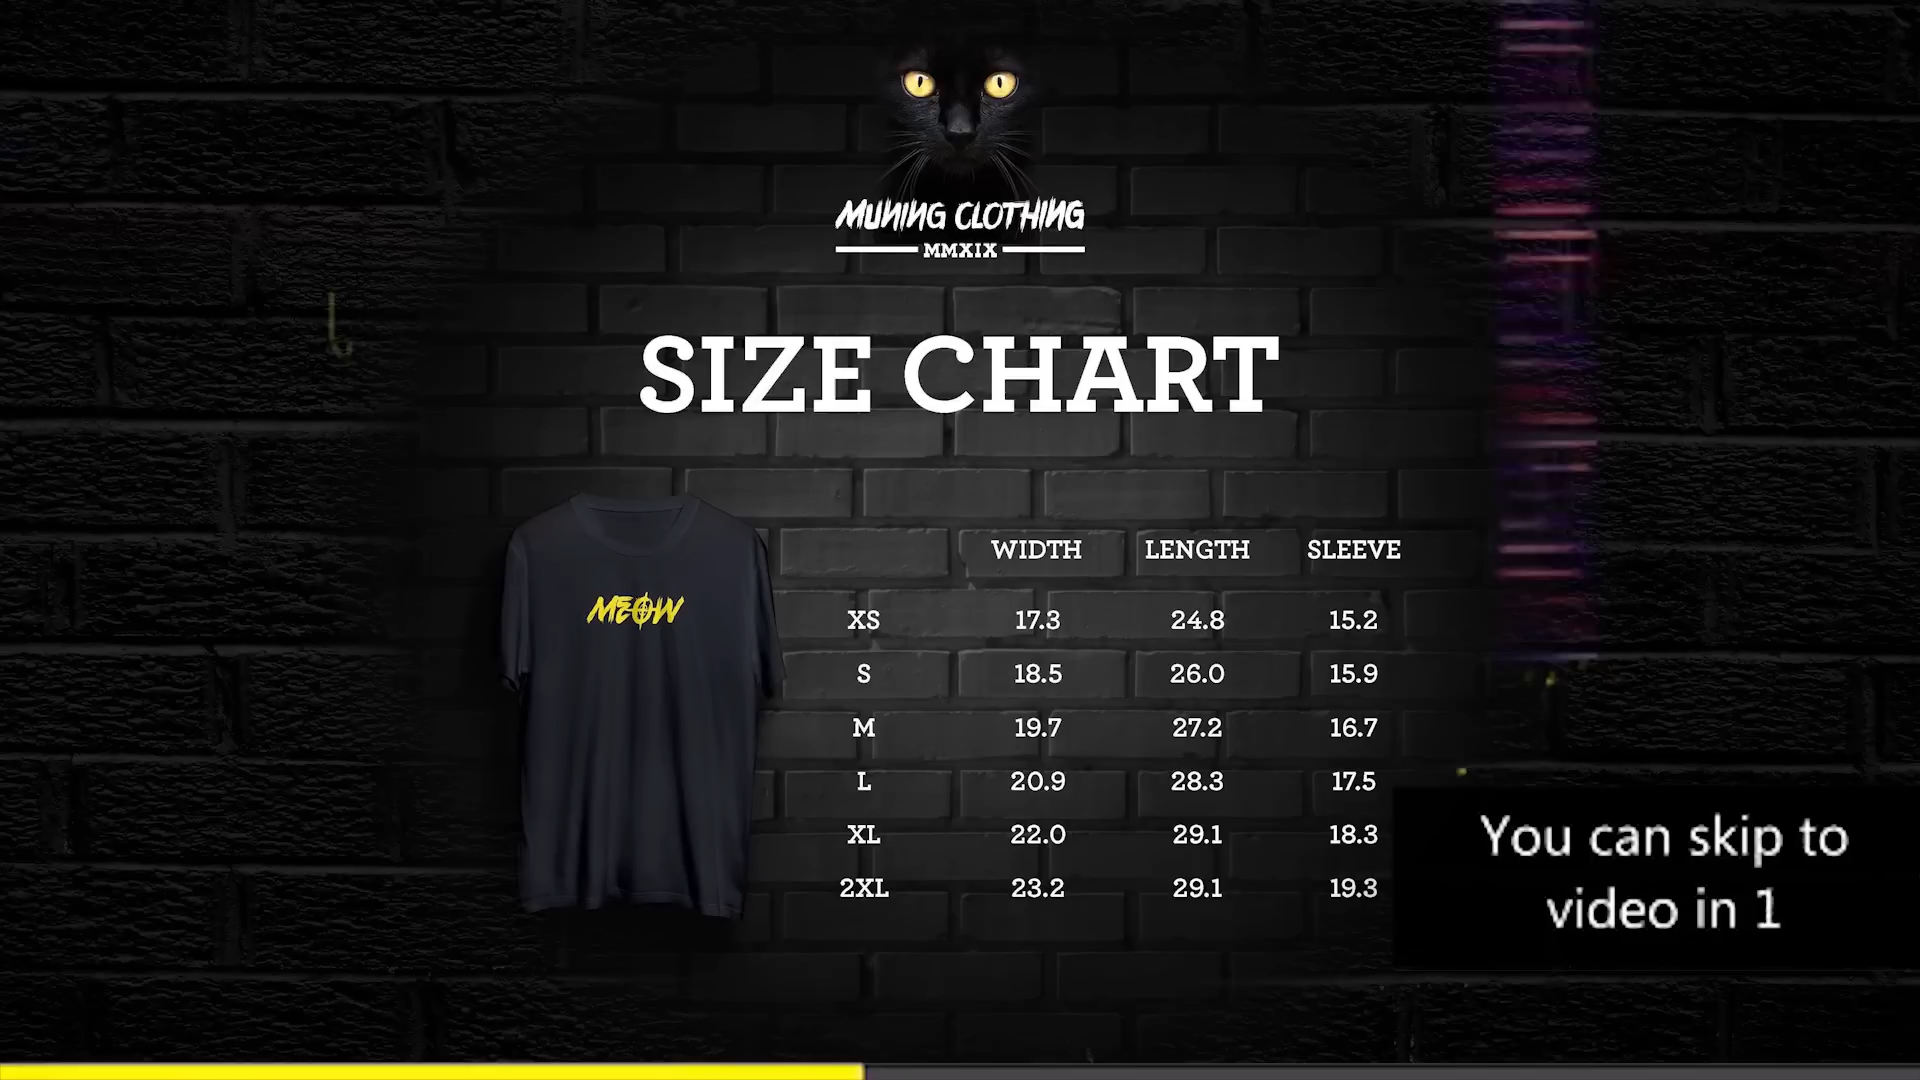 MUNING CLOTHING
MMXIX
SIZE CHART
MEOW
WIDTH LENGTH SLEEVE
XS 17.3 24.8 15.2
S 18.5 26.0 15.9
M 19.7 27.2 16.7
L 20.9 28.3 17.5
XL 22.0 29.1 18.3
2XL 23.2 29.1 19.3
You can skip to
video in 1